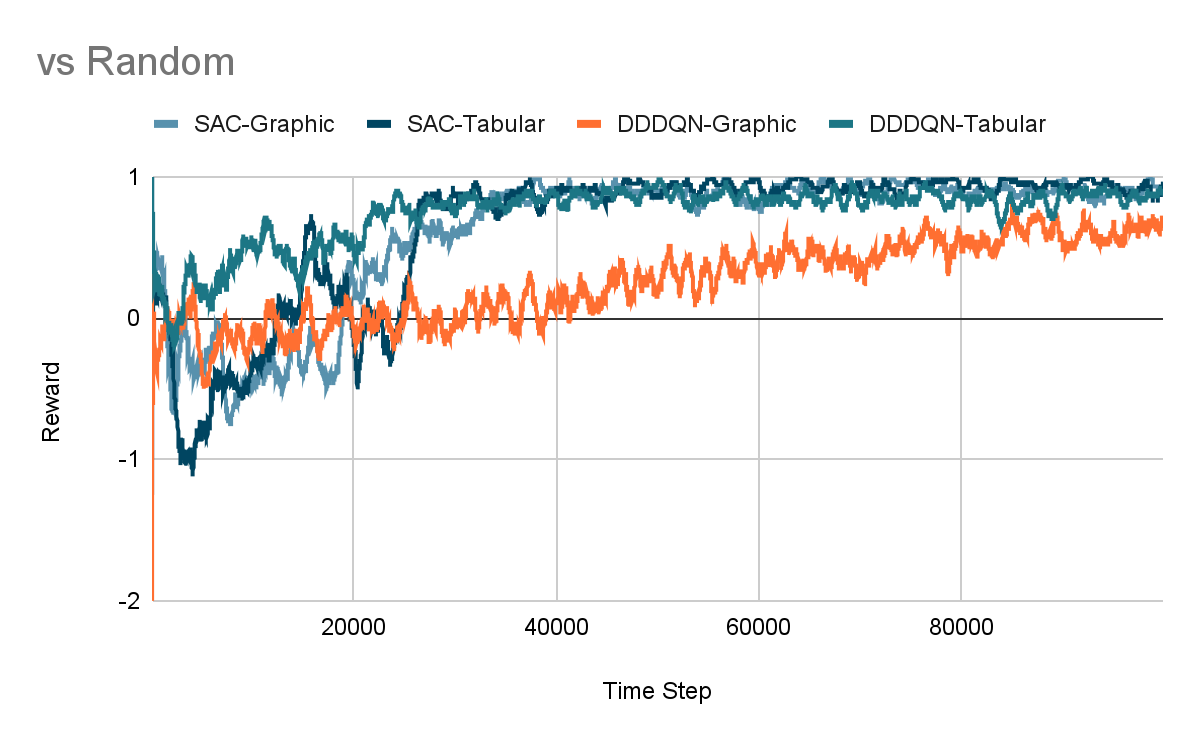 vs Random
SAC-Graphic SAC-Tabular DDDQN-Graphic DDDQN-Tabular
1
0
-1
-2
Reward
20000 40000 60000 80000
Time Step